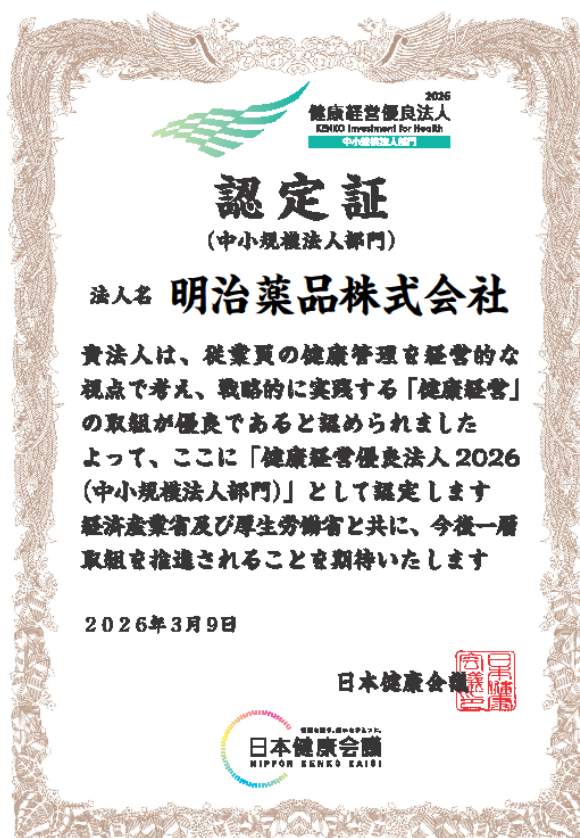 2026
健康経営優良法人
KENKO Investment for Health
中小規模法人部門
認定証
(中小規模法人部門)
法人名 明治薬品株式会社
貴法人は、従業員の健康管理を経営的な
視点で考え、戦略的に実践する「健康経営」
の取組が優良であると認められました
よって、ここに「健康経営優良法人2026
(中小規模法人部門)」として認定します
経済産業省及び厚生労働省と共に、今後一層
取組を推進されることを期待いたします
2026年3月9日
日本健康会議
日本健康会議
NIPPON KENKO KAIGI